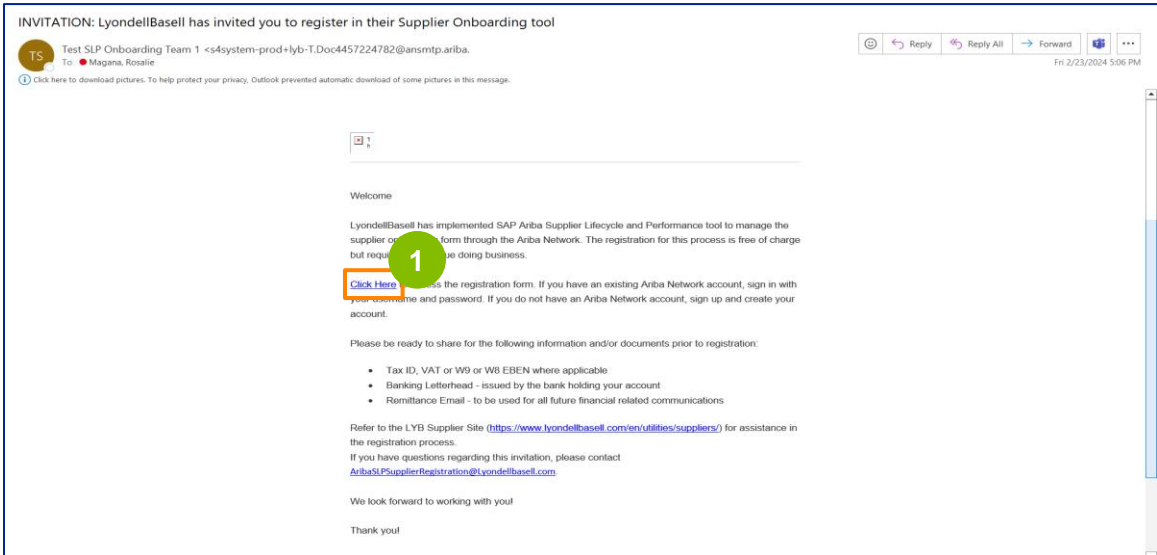 INVITATION: LyondellBasell has invited you to register in their Supplier Onboarding tool
TS
Test SLP Onboarding Team 1 <s4system-prod+lyb-T.Doc4457224782@ansmtp.ariba.
To Magana, Rosalie
Reply
Reply All
Forward
Fri 2/23/2024 5:06 PM
Click here to download pictures. To help protect your privacy, Outlook prevented automatic download of some pictures in this message.
Welcome
LyondellBasell has implemented SAP Ariba Supplier Lifecycle and Performance tool to manage the
supplier form through the Ariba Network. The registration for this process is free of charge
but doing business.
1
Click Here the registration form. If you have an existing Ariba Network account, sign in with
your username and password. If you do not have an Ariba Network account, sign up and create your
account.
Please be ready to share for the following information and/or documents prior to registration:
• Tax ID, VAT or W9 or W8 EBEN where applicable
• Banking Letterhead - issued by the bank holding your account
• Remittance Email - to be used for all future financial related communications
Refer to the LYB Supplier Site (https://www.lyondellbasell.com/en/utilities/suppliers/) for assistance in
the registration process.
If you have questions regarding this invitation, please contact
AribaSLPSupplierRegistration@Lyondellbasell.com.
We look forward to working with you!
Thank you!